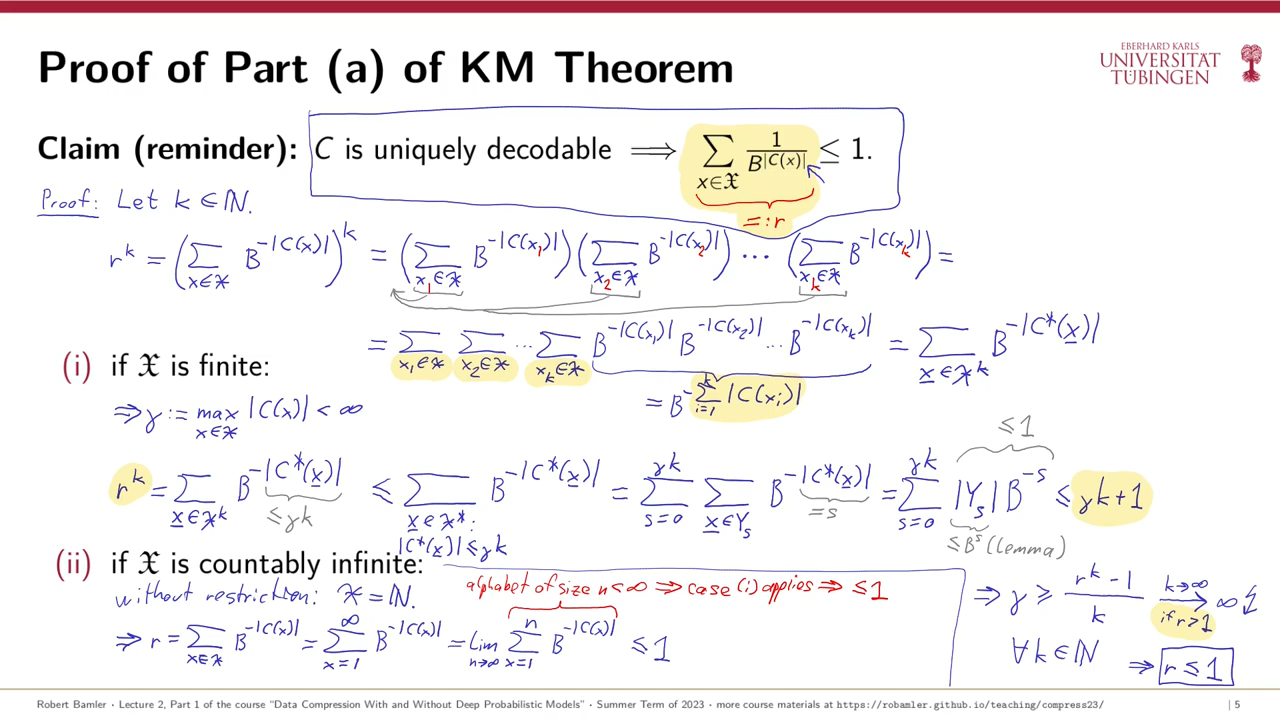 Proof of Part (a) of KM Theorem
EBERHARD KARLS
UNIVERSITÄT
TÜBINGEN
Claim (reminder): C is uniquely decodable ⟹ ∑_{x∈𝔛} 1/B^{|C(x)|} ≤ 1.
=: r
Proof: Let k ∈ ℕ.
r^k = (∑_{x∈𝔛} B^{-|C(x)|})^k = (∑_{x_1∈𝔛} B^{-|C(x_1)|}) (∑_{x_2∈𝔛} B^{-|C(x_2)|}) ··· (∑_{x_k∈𝔛} B^{-|C(x_k)|}) =
= ∑_{x_1∈𝔛} ∑_{x_2∈𝔛} ··· ∑_{x_k∈𝔛} B^{-|C(x_1)|} B^{-|C(x_2)|} ... B^{-|C(x_k)|} = ∑_{x̲∈𝔛^k} B^{-|C*(x̲)|}
= B^{-∑_{i=1}^{k} |C(x_i)|}
(i) if 𝔛 is finite:
⇒ γ := max_{x∈𝔛} |C(x)| < ∞
r^k = ∑_{x̲∈𝔛^k} B^{-|C*(x̲)|} ≤ ∑_{x̲∈𝔛*: |C*(x̲)|≤γk} B^{-|C*(x̲)|} = ∑_{s=0}^{γk} ∑_{x̲∈Y_s} B^{-|C*(x̲)|} = ∑_{s=0}^{γk} |Y_s| B^{-s} ≤ γk+1
≤ γk
= s
≤ 1
≤ B^s (lemma)
⇒ γ ≥ (r^k − 1)/k →^{k→∞}_{if r>1} ∞ ↯
∀k ∈ ℕ
⇒ r ≤ 1
(ii) if 𝔛 is countably infinite:
without restriction: 𝔛 = ℕ.
alphabet of size n < ∞ ⇒ case (i) applies ⇒ ≤ 1
⇒ r = ∑_{x∈𝔛} B^{-|C(x)|} = ∑_{x=1}^{∞} B^{-|C(x)|} = lim_{n→∞} ∑_{x=1}^{n} B^{-|C(x)|} ≤ 1
Robert Bamler · Lecture 2, Part 1 of the course “Data Compression With and Without Deep Probabilistic Models” · Summer Term of 2023 · more course materials at https://robamler.github.io/teaching/compress23/ | 5